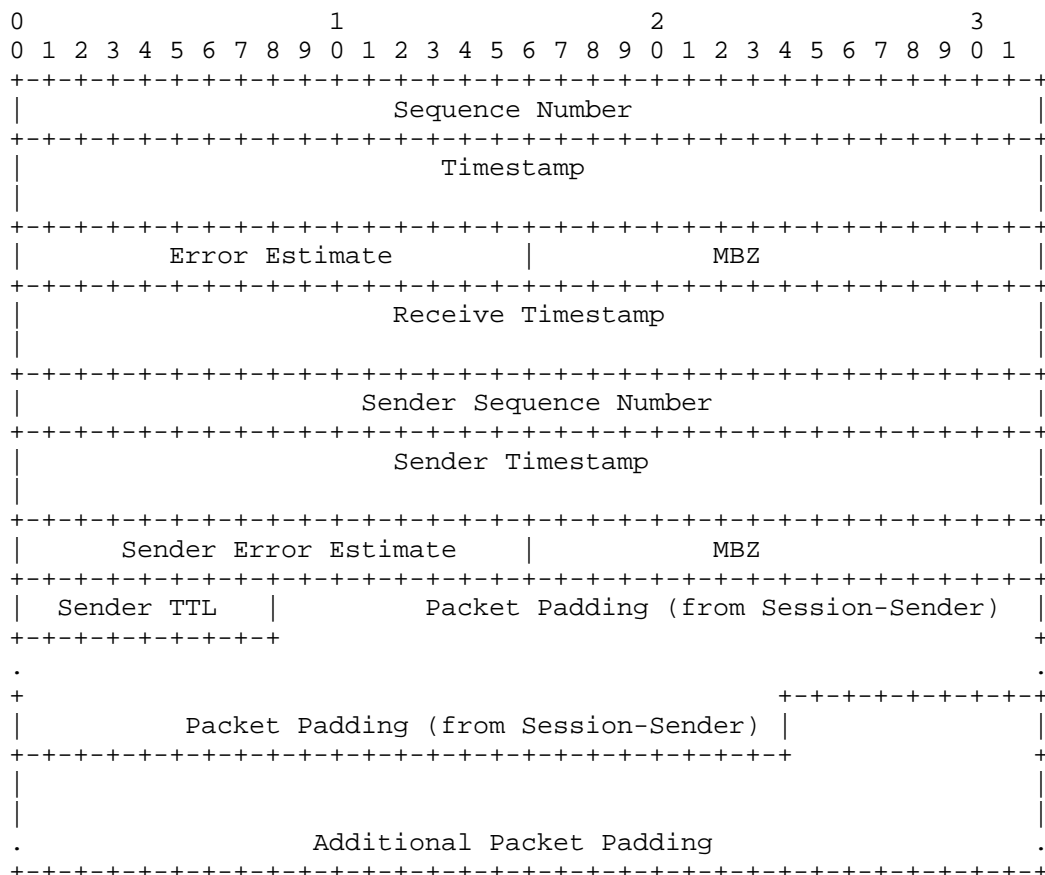 0                   1                   2                   3
0 1 2 3 4 5 6 7 8 9 0 1 2 3 4 5 6 7 8 9 0 1 2 3 4 5 6 7 8 9 0 1
+-+-+-+-+-+-+-+-+-+-+-+-+-+-+-+-+-+-+-+-+-+-+-+-+-+-+-+-+-+-+-+-+
|                        Sequence Number                        |
+-+-+-+-+-+-+-+-+-+-+-+-+-+-+-+-+-+-+-+-+-+-+-+-+-+-+-+-+-+-+-+-+
|                          Timestamp                            |
|                                                               |
+-+-+-+-+-+-+-+-+-+-+-+-+-+-+-+-+-+-+-+-+-+-+-+-+-+-+-+-+-+-+-+-+
|         Error Estimate        |           MBZ                 |
+-+-+-+-+-+-+-+-+-+-+-+-+-+-+-+-+-+-+-+-+-+-+-+-+-+-+-+-+-+-+-+-+
|                       Receive Timestamp                       |
|                                                               |
+-+-+-+-+-+-+-+-+-+-+-+-+-+-+-+-+-+-+-+-+-+-+-+-+-+-+-+-+-+-+-+-+
|                     Sender Sequence Number                    |
+-+-+-+-+-+-+-+-+-+-+-+-+-+-+-+-+-+-+-+-+-+-+-+-+-+-+-+-+-+-+-+-+
|                       Sender Timestamp                        |
|                                                               |
+-+-+-+-+-+-+-+-+-+-+-+-+-+-+-+-+-+-+-+-+-+-+-+-+-+-+-+-+-+-+-+-+
|      Sender Error Estimate    |           MBZ                 |
+-+-+-+-+-+-+-+-+-+-+-+-+-+-+-+-+-+-+-+-+-+-+-+-+-+-+-+-+-+-+-+-+
|  Sender TTL   |         Packet Padding (from Session-Sender)  |
+-+-+-+-+-+-+-+-+                                               +
.                                                               .
+                                               +-+-+-+-+-+-+-+-+
|          Packet Padding (from Session-Sender) |               |
+-+-+-+-+-+-+-+-+-+-+-+-+-+-+-+-+-+-+-+-+-+-+-+-+               +
|                                                               |
|                                                               |
.                   Additional Packet Padding                   .
+-+-+-+-+-+-+-+-+-+-+-+-+-+-+-+-+-+-+-+-+-+-+-+-+-+-+-+-+-+-+-+-+